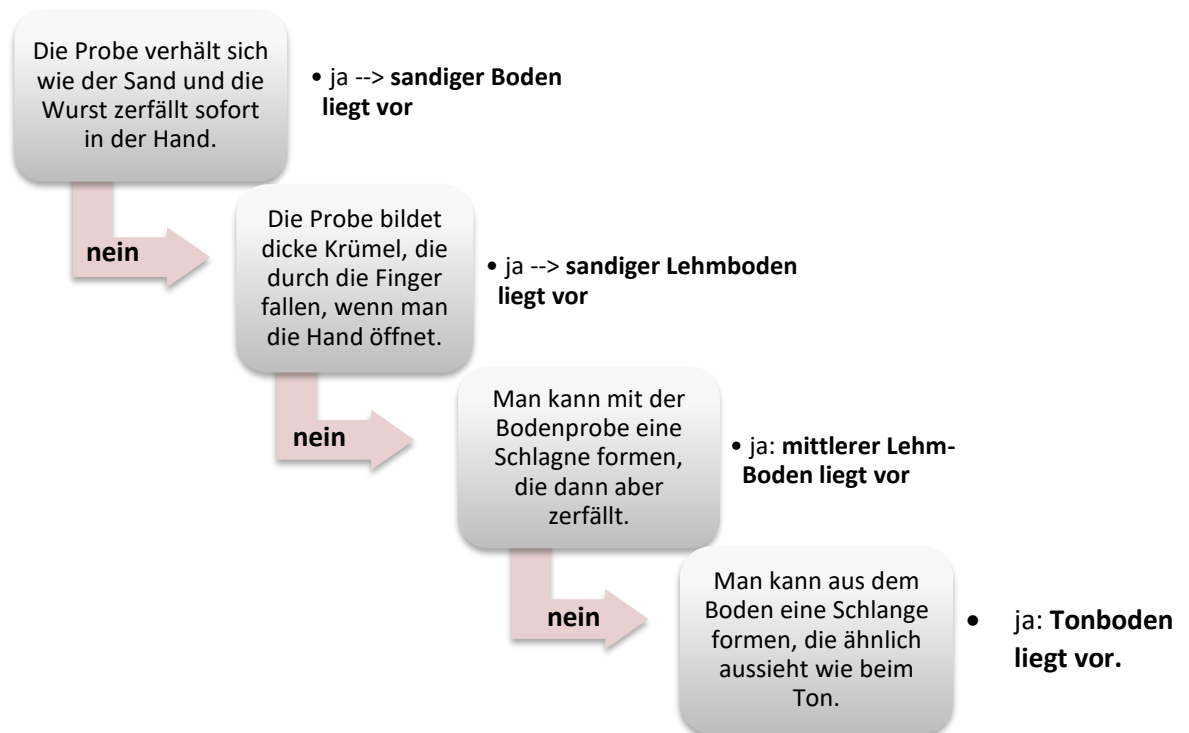 Die Probe verhält sich
wie der Sand und die
Wurst zerfällt sofort
in der Hand.
• ja --> sandiger Boden
liegt vor
nein
Die Probe bildet
dicke Krümel, die
durch die Finger
fallen, wenn man
die Hand öffnet.
• ja --> sandiger Lehmboden
liegt vor
nein
Man kann mit der
Bodenprobe eine
Schlagne formen,
die dann aber
zerfällt.
• ja: mittlerer Lehm-
Boden liegt vor
nein
Man kann aus dem
Boden eine Schlange
formen, die ähnlich
aussieht wie beim
Ton.
• ja: Tonboden
liegt vor.